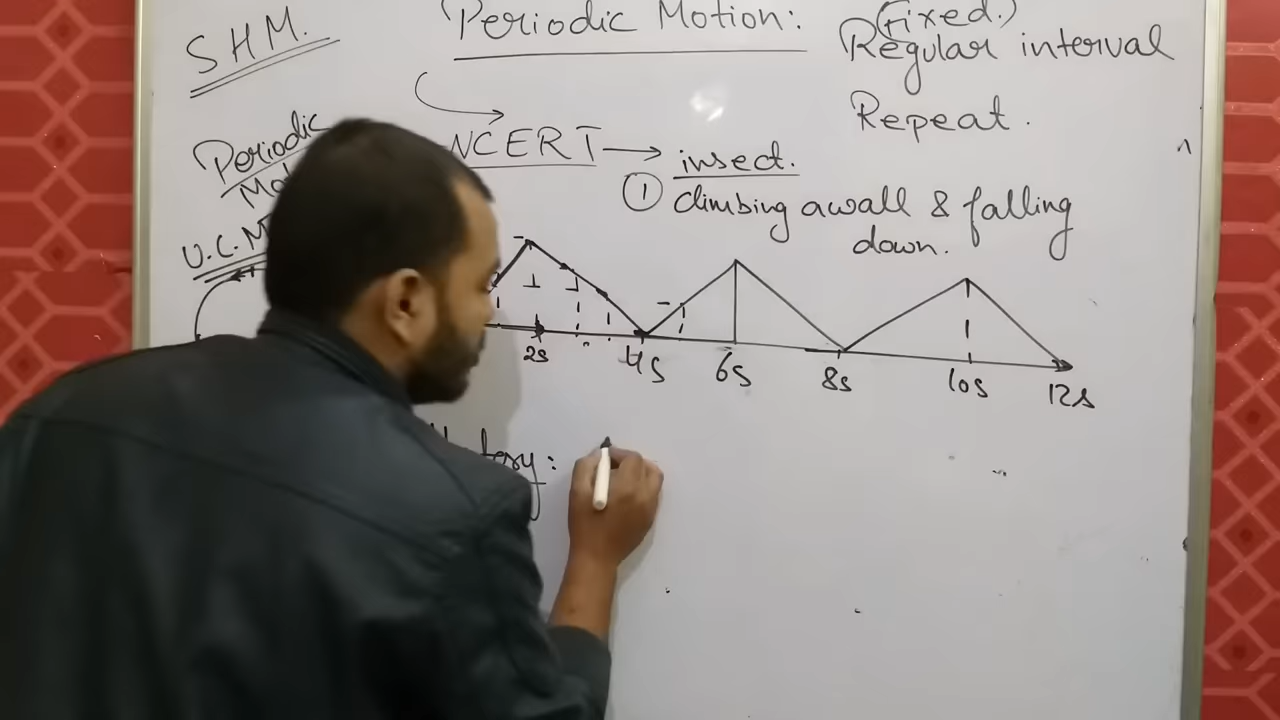 SHM.
Periodic Motion:
(fixed.)
Regular interval
Repeat.
Periodic
NCERT → insect.
① Climbing a wall & falling
down.
U.C.M
2s 4s 6s 8s 10s 12s